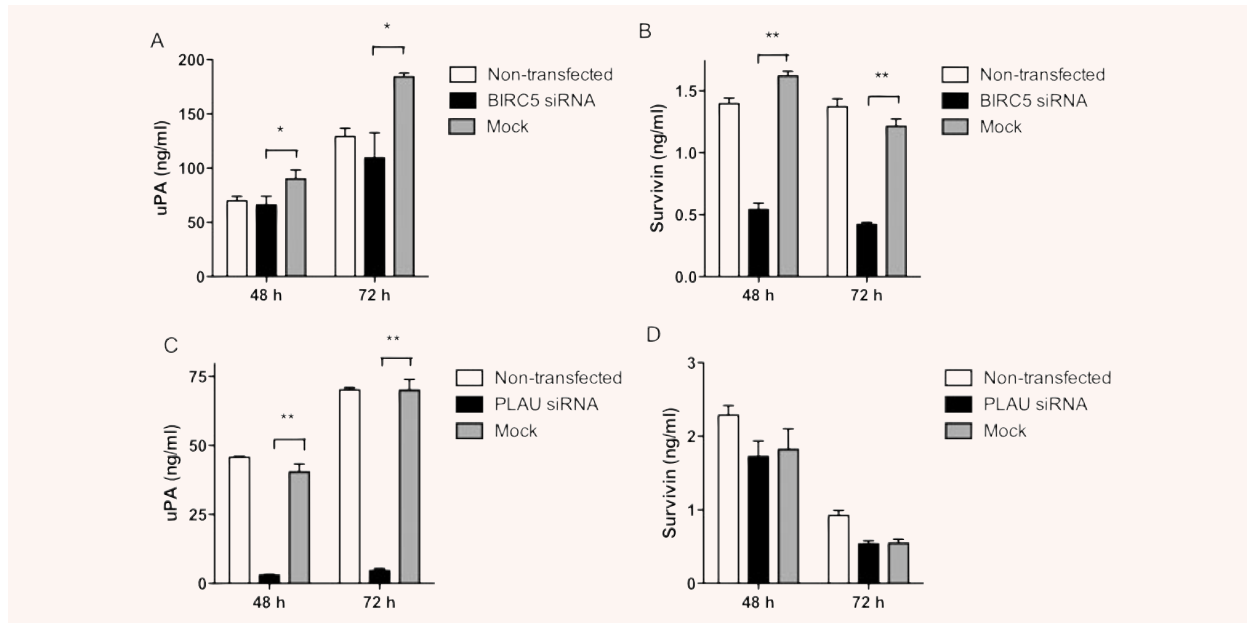 A
uPA (ng/ml)
200
150
100
50
0
*
*
48 h
72 h
Non-transfected
BIRC5 siRNA
Mock
B
Survivin (ng/ml)
1.5
1.0
0.5
0.0
**
**
48 h
72 h
Non-transfected
BIRC5 siRNA
Mock
C
uPA (ng/ml)
75
50
25
0
**
**
48 h
72 h
Non-transfected
PLAU siRNA
Mock
D
Survivin (ng/ml)
3
2
1
0
48 h
72 h
Non-transfected
PLAU siRNA
Mock